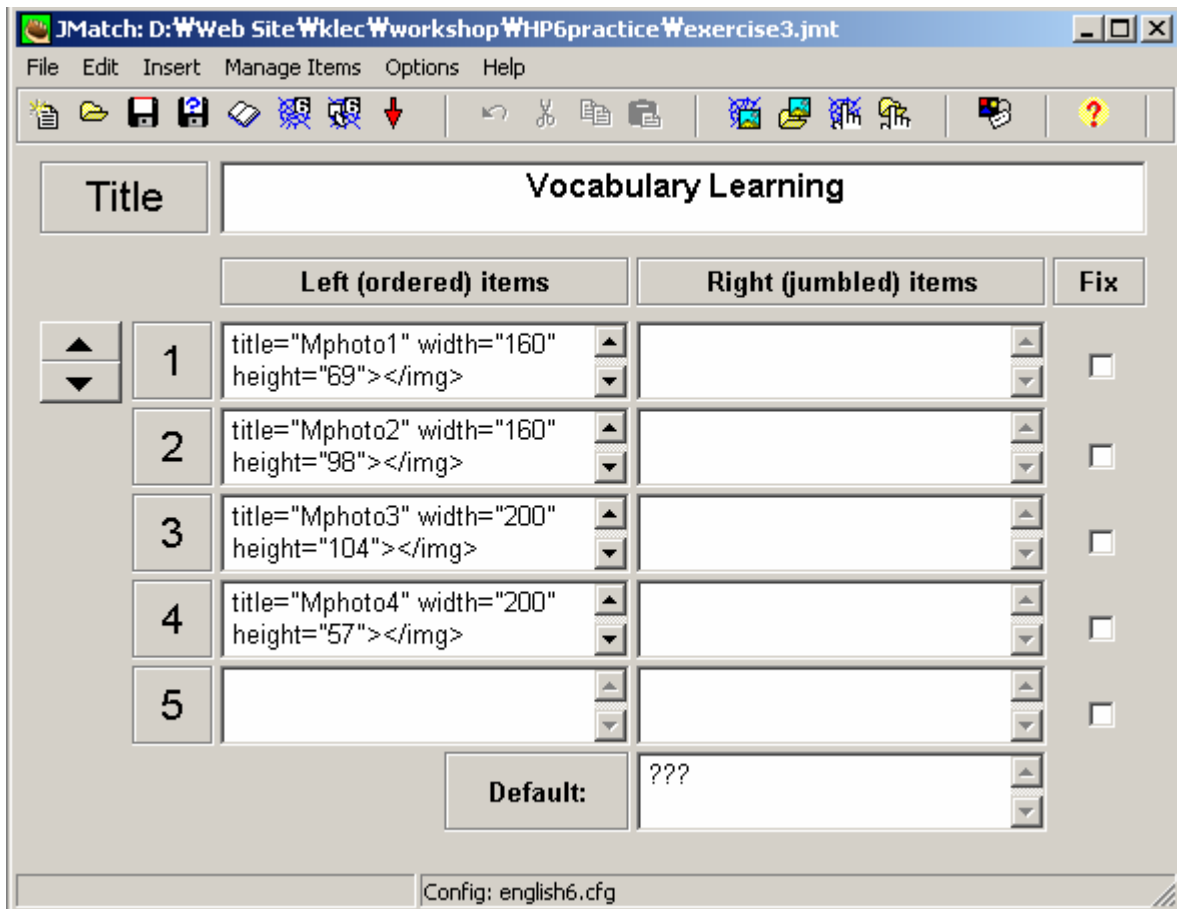 JMatch: D:₩Web Site₩klec₩workshop₩HP6practice₩exercise3.jmt
File Edit Insert Manage Items Options Help
Title
Vocabulary Learning
Left (ordered) items
Right (jumbled) items
Fix
1
title="Mphoto1" width="160"
height="69"></img>
2
title="Mphoto2" width="160"
height="98"></img>
3
title="Mphoto3" width="200"
height="104"></img>
4
title="Mphoto4" width="200"
height="57"></img>
5
Default:
???
Config: english6.cfg